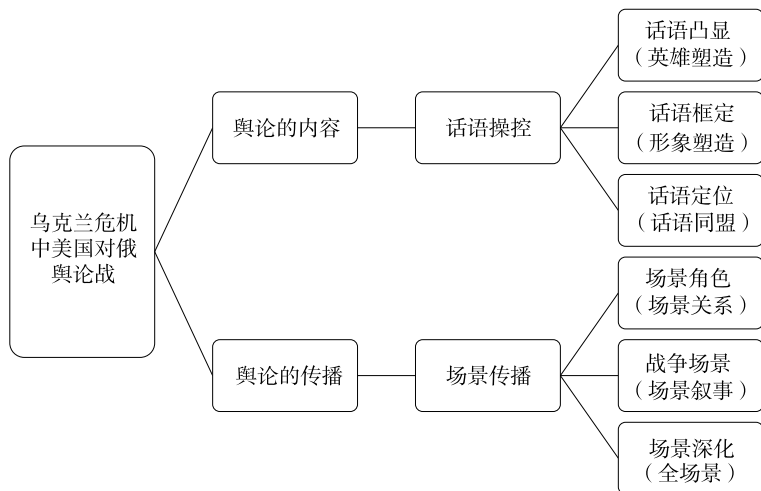 乌克兰危机
中美国对俄
舆论战
舆论的内容
话语操控
话语凸显
（英雄塑造）
话语框定
（形象塑造）
话语定位
（话语同盟）
舆论的传播
场景传播
场景角色
（场景关系）
战争场景
（场景叙事）
场景深化
（全场景）